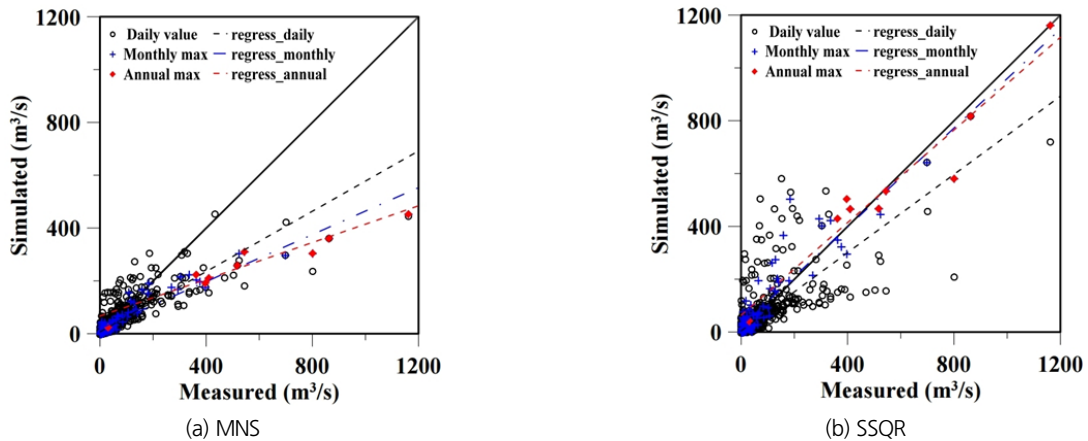 1200
800
400
0
Simulated (m³/s)
Daily value
Monthly max
Annual max
regress_daily
regress_monthly
regress_annual
0 400 800 1200
Measured (m³/s)
(a) MNS
1200
800
400
0
Simulated (m³/s)
Daily value
Monthly max
Annual max
regress_daily
regress_monthly
regress_annual
0 400 800 1200
Measured (m³/s)
(b) SSQR